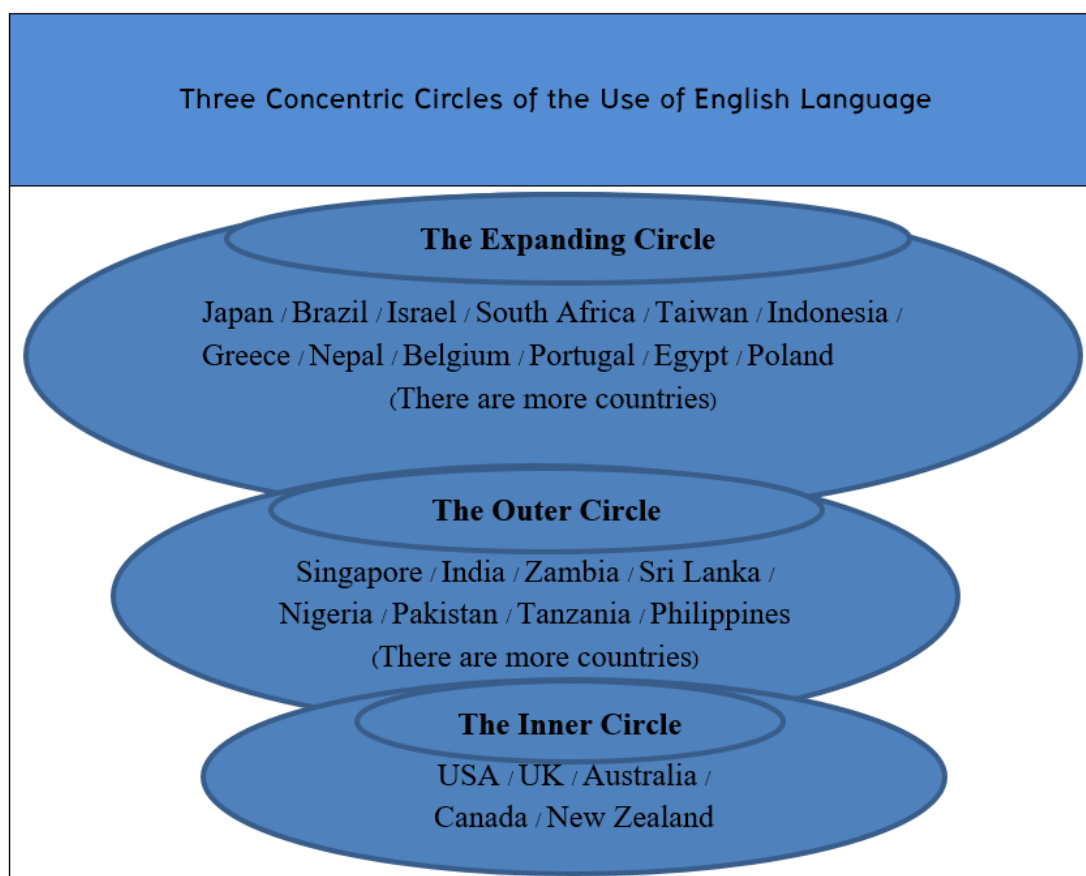 Three Concentric Circles of the Use of English Language
The Expanding Circle
Japan / Brazil / Israel / South Africa / Taiwan / Indonesia /
Greece / Nepal / Belgium / Portugal / Egypt / Poland
(There are more countries)
The Outer Circle
Singapore / India / Zambia / Sri Lanka /
Nigeria / Pakistan / Tanzania / Philippines
(There are more countries)
The Inner Circle
USA / UK / Australia /
Canada / New Zealand